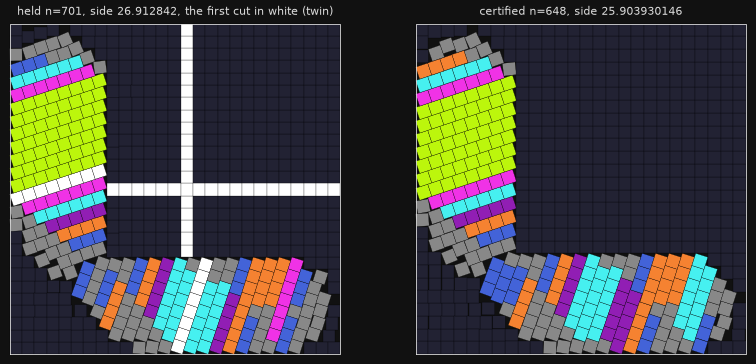 held n=701, side 26.912842, the first cut in white (twin)
certified n=648, side 25.903930146